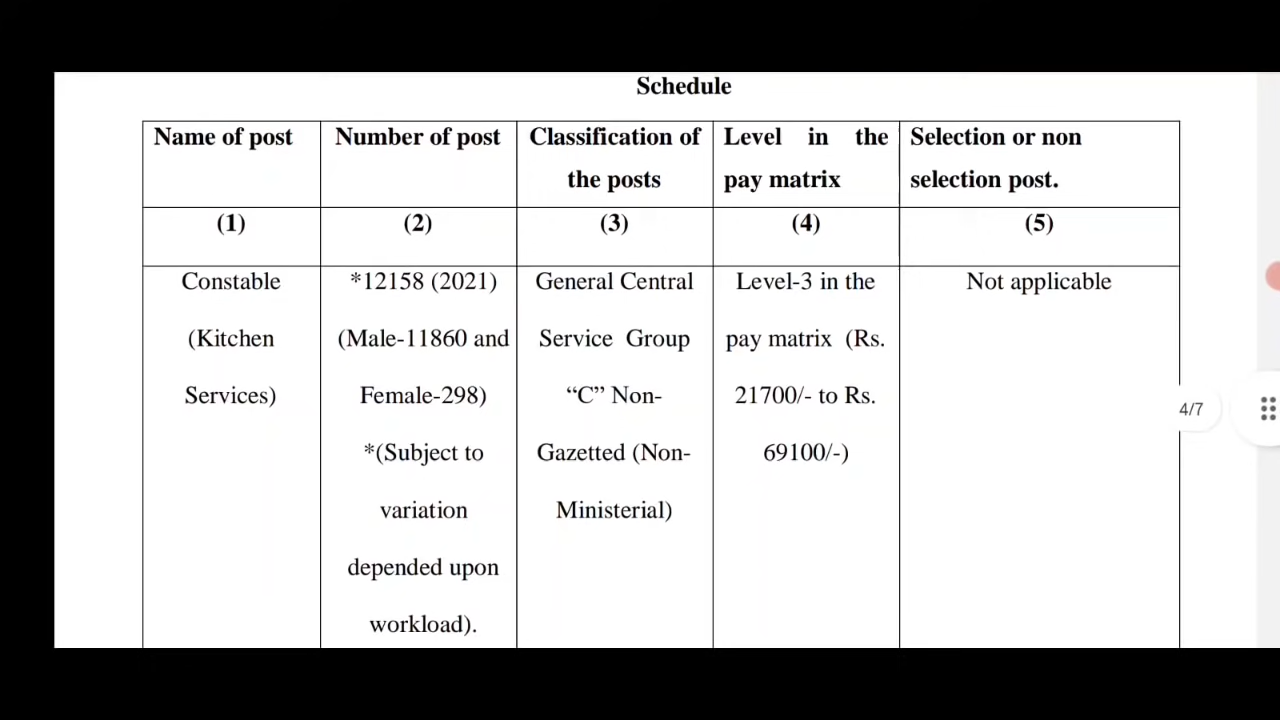 Schedule
Name of post
Number of post
Classification of
the posts
Level in the
pay matrix
Selection or non
selection post.
(1)
(2)
(3)
(4)
(5)
Constable
(Kitchen
Services)
*12158 (2021)
(Male-11860 and
Female-298)
*(Subject to
variation
depended upon
workload).
General Central
Service Group
“C” Non-
Gazetted (Non-
Ministerial)
Level-3 in the
pay matrix (Rs.
21700/- to Rs.
69100/-)
Not applicable
4/7